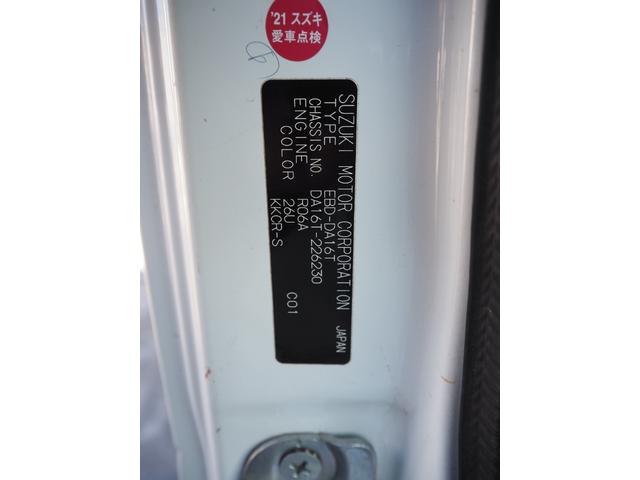 '21 スズキ
愛車点検
SUZUKI MOTOR CORPORATION JAPAN
TYPE EBD-DA16T
CHASSIS NO. DA16T-226230
ENGINE R06A
COLOR 26U C01
KKCR-S